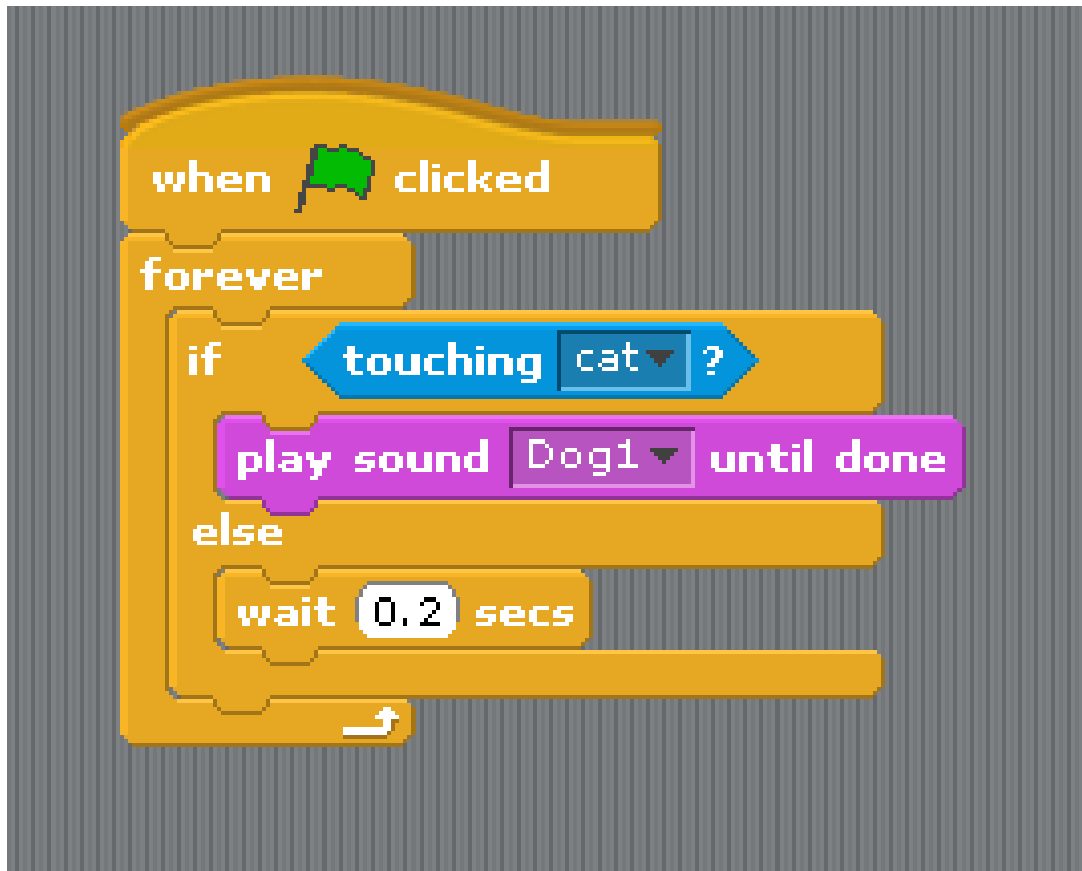 when clicked
forever
if touching cat ?
play sound Dog1 until done
else
wait 0.2 secs